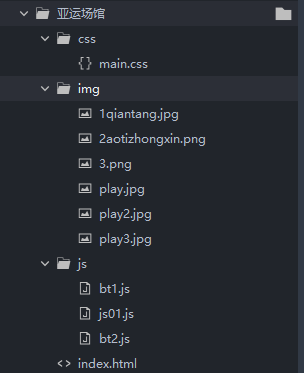 亚运场馆
css
main.css
img
1qiantang.jpg
2aotizhongxin.png
3.png
play.jpg
play2.jpg
play3.jpg
js
bt1.js
js01.js
bt2.js
index.html